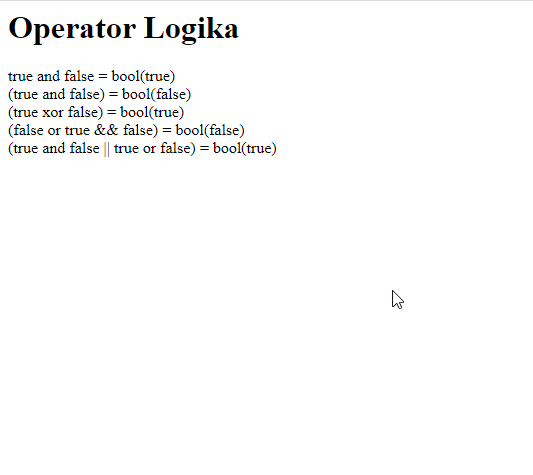 Operator Logika
true and false = bool(true)
(true and false) = bool(false)
(true xor false) = bool(true)
(false or true && false) = bool(false)
(true and false || true or false) = bool(true)